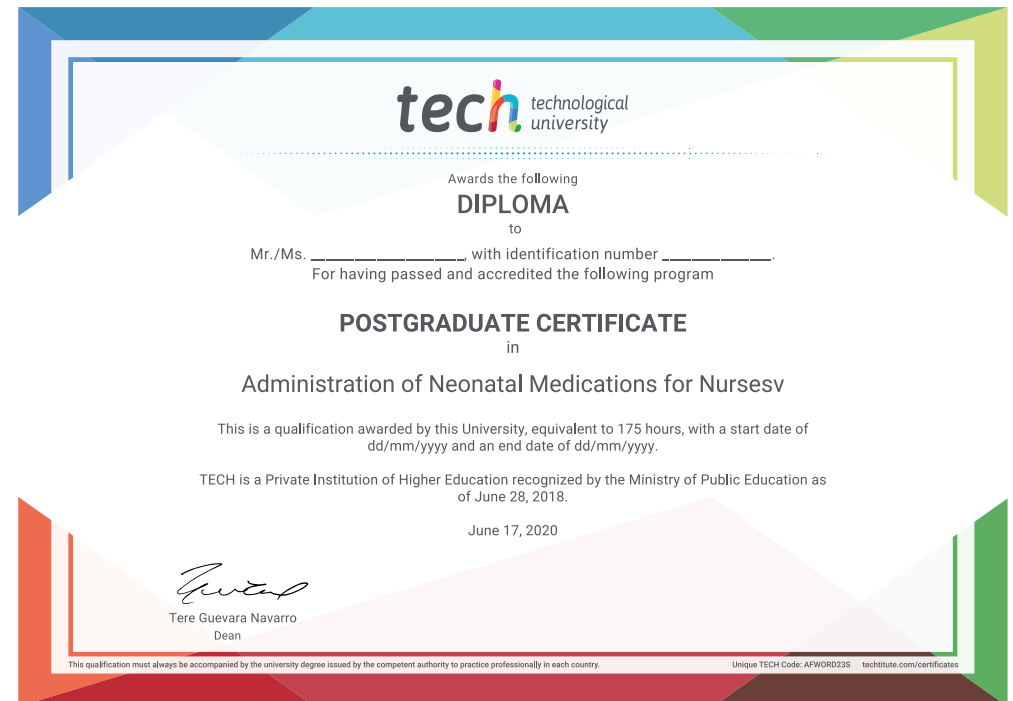 tech technological
university
Awards the following
DIPLOMA
to
Mr./Ms. __________________, with identification number _____________.
For having passed and accredited the following program
POSTGRADUATE CERTIFICATE
in
Administration of Neonatal Medications for Nursesv
This is a qualification awarded by this University, equivalent to 175 hours, with a start date of
dd/mm/yyyy and an end date of dd/mm/yyyy.
TECH is a Private Institution of Higher Education recognized by the Ministry of Public Education as
of June 28, 2018.
June 17, 2020
Tere Guevara Navarro
Dean
This qualification must always be accompanied by the university degree issued by the competent authority to practice professionally in each country.
Unique TECH Code: AFWORD23S techtitute.com/certificates